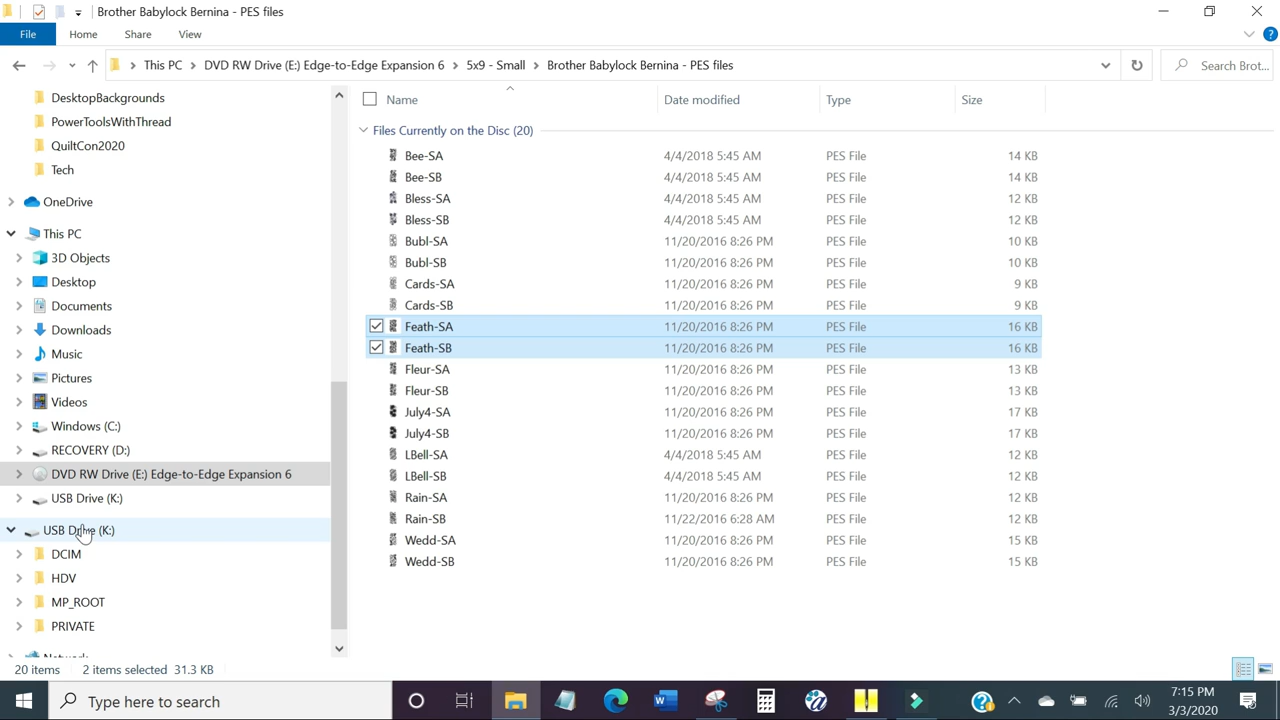 Brother Babylock Bernina - PES files
File Home Share View
This PC DVD RW Drive (E:) Edge-to-Edge Expansion 6 5x9 - Small Brother Babylock Bernina - PES files Search Brot...
DesktopBackgrounds
PowerToolsWithThread
QuiltCon2020
Tech
OneDrive
This PC
3D Objects
Desktop
Documents
Downloads
Music
Pictures
Videos
Windows (C:)
RECOVERY (D:)
DVD RW Drive (E:) Edge-to-Edge Expansion 6
USB Drive (K:)
USB Drive (K:)
DCIM
HDV
MP_ROOT
PRIVATE
Network
Name Date modified Type Size
Files Currently on the Disc (20)
Bee-SA 4/4/2018 5:45 AM PES File 14 KB
Bee-SB 4/4/2018 5:45 AM PES File 14 KB
Bless-SA 4/4/2018 5:45 AM PES File 12 KB
Bless-SB 4/4/2018 5:45 AM PES File 12 KB
Bubl-SA 11/20/2016 8:26 PM PES File 10 KB
Bubl-SB 11/20/2016 8:26 PM PES File 10 KB
Cards-SA 11/20/2016 8:26 PM PES File 9 KB
Cards-SB 11/20/2016 8:26 PM PES File 9 KB
Feath-SA 11/20/2016 8:26 PM PES File 16 KB
Feath-SB 11/20/2016 8:26 PM PES File 16 KB
Fleur-SA 11/20/2016 8:26 PM PES File 13 KB
Fleur-SB 11/20/2016 8:26 PM PES File 13 KB
July4-SA 11/20/2016 8:26 PM PES File 17 KB
July4-SB 11/20/2016 8:26 PM PES File 17 KB
LBell-SA 4/4/2018 5:45 AM PES File 12 KB
LBell-SB 4/4/2018 5:45 AM PES File 12 KB
Rain-SA 11/20/2016 8:26 PM PES File 12 KB
Rain-SB 11/22/2016 6:28 AM PES File 12 KB
Wedd-SA 11/20/2016 8:26 PM PES File 15 KB
Wedd-SB 11/20/2016 8:26 PM PES File 15 KB
20 items 2 items selected 31.3 KB
Type here to search
7:15 PM
3/3/2020